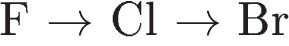 F → Cl → Br